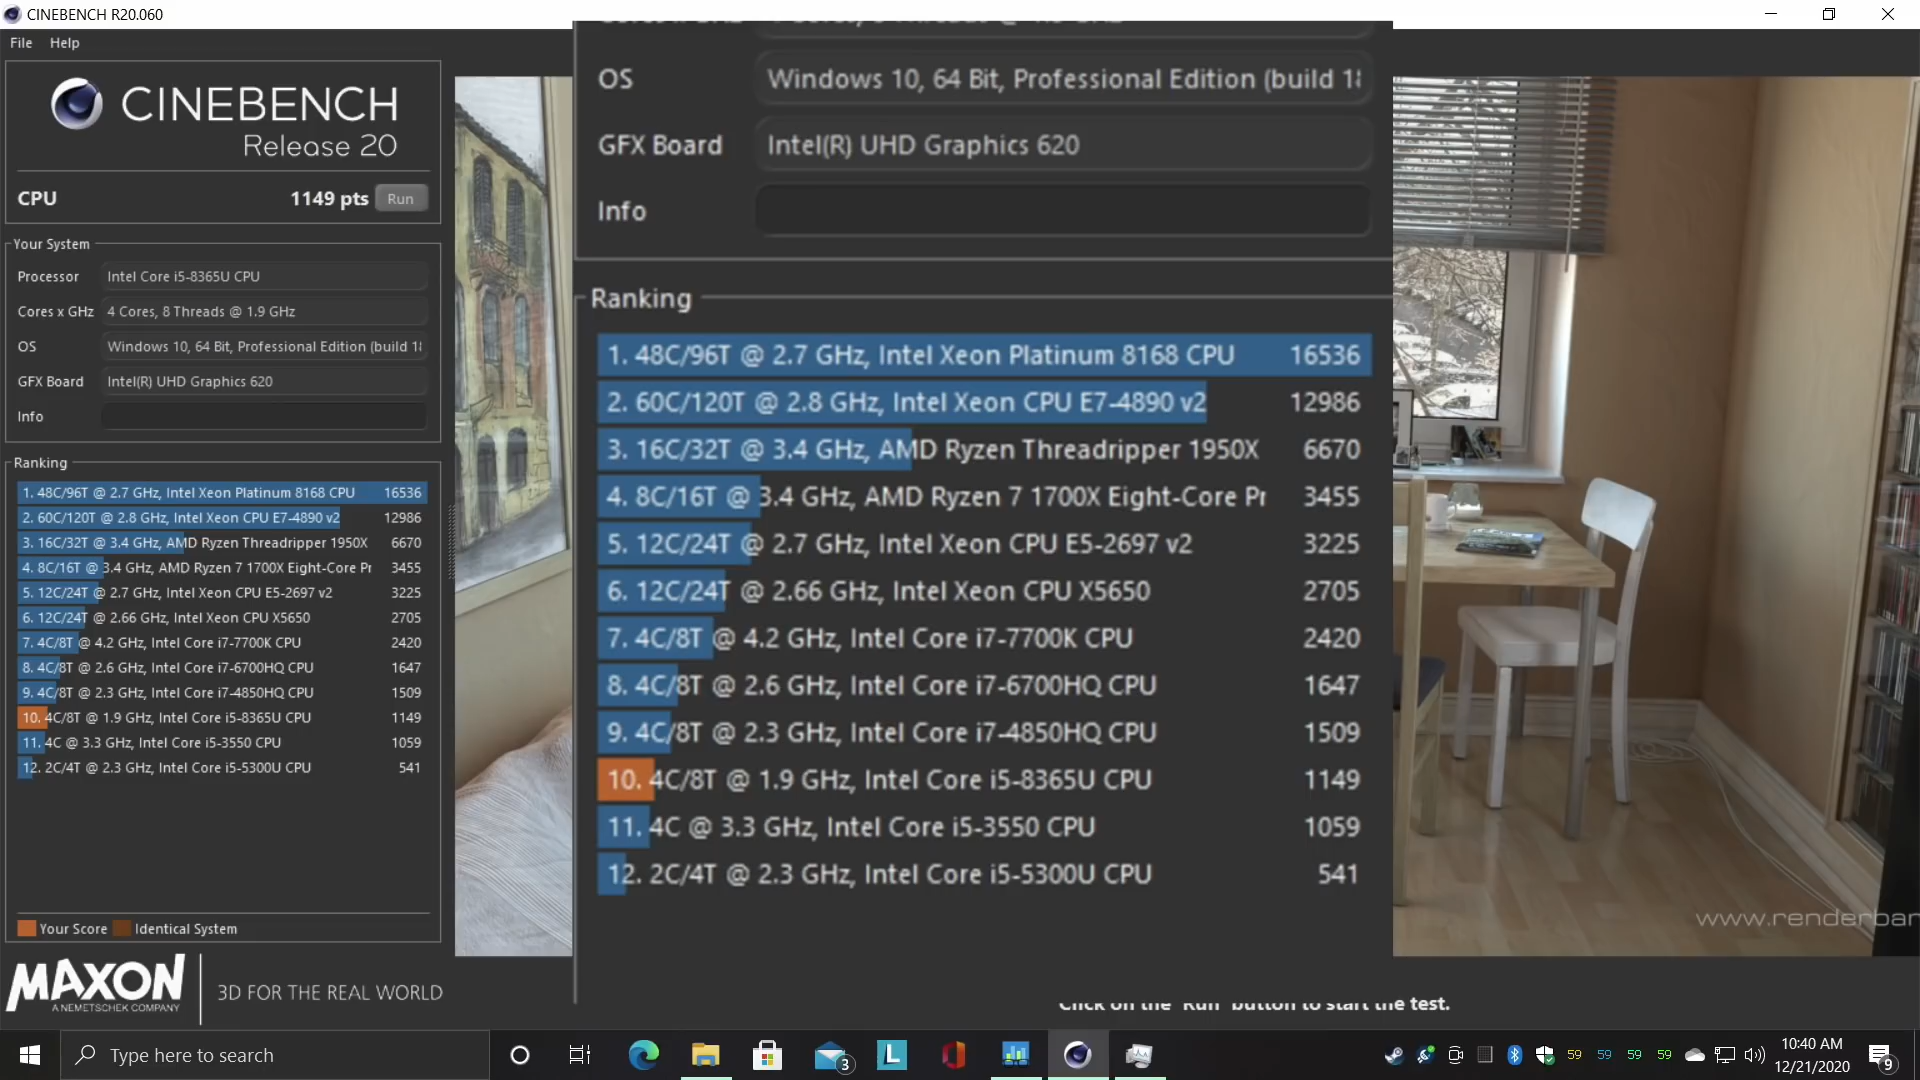 CINEBENCH R20.060
File Help
CINEBENCH
Release 20
CPU 1149 pts Run
Your System
Processor Intel Core i5-8365U CPU
Cores x GHz 4 Cores, 8 Threads @ 1.9 GHz
OS Windows 10, 64 Bit, Professional Edition (build 18
GFX Board Intel(R) UHD Graphics 620
Info
Ranking
1. 48C/96T @ 2.7 GHz, Intel Xeon Platinum 8168 CPU 16536
2. 60C/120T @ 2.8 GHz, Intel Xeon CPU E7-4890 v2 12986
3. 16C/32T @ 3.4 GHz, AMD Ryzen Threadripper 1950X 6670
4. 8C/16T @ 3.4 GHz, AMD Ryzen 7 1700X Eight-Core Pr 3455
5. 12C/24T @ 2.7 GHz, Intel Xeon CPU E5-2697 v2 3225
6. 12C/24T @ 2.66 GHz, Intel Xeon CPU X5650 2705
7. 4C/8T @ 4.2 GHz, Intel Core i7-7700K CPU 2420
8. 4C/8T @ 2.6 GHz, Intel Core i7-6700HQ CPU 1647
9. 4C/8T @ 2.3 GHz, Intel Core i7-4850HQ CPU 1509
10. 4C/8T @ 1.9 GHz, Intel Core i5-8365U CPU 1149
11. 4C @ 3.3 GHz, Intel Core i5-3550 CPU 1059
12. 2C/4T @ 2.3 GHz, Intel Core i5-5300U CPU 541
Your Score Identical System
MAXON
A NEMETSCHEK COMPANY
3D FOR THE REAL WORLD
OS Windows 10, 64 Bit, Professional Edition (build 18
GFX Board Intel(R) UHD Graphics 620
Info
Ranking
1. 48C/96T @ 2.7 GHz, Intel Xeon Platinum 8168 CPU 16536
2. 60C/120T @ 2.8 GHz, Intel Xeon CPU E7-4890 v2 12986
3. 16C/32T @ 3.4 GHz, AMD Ryzen Threadripper 1950X 6670
4. 8C/16T @ 3.4 GHz, AMD Ryzen 7 1700X Eight-Core Pr 3455
5. 12C/24T @ 2.7 GHz, Intel Xeon CPU E5-2697 v2 3225
6. 12C/24T @ 2.66 GHz, Intel Xeon CPU X5650 2705
7. 4C/8T @ 4.2 GHz, Intel Core i7-7700K CPU 2420
8. 4C/8T @ 2.6 GHz, Intel Core i7-6700HQ CPU 1647
9. 4C/8T @ 2.3 GHz, Intel Core i7-4850HQ CPU 1509
10. 4C/8T @ 1.9 GHz, Intel Core i5-8365U CPU 1149
11. 4C @ 3.3 GHz, Intel Core i5-3550 CPU 1059
12. 2C/4T @ 2.3 GHz, Intel Core i5-5300U CPU 541
www.renderbar
Click on the "Run" button to start the test.
Type here to search
3
L
59 59 59 59
10:40 AM
12/21/2020
9